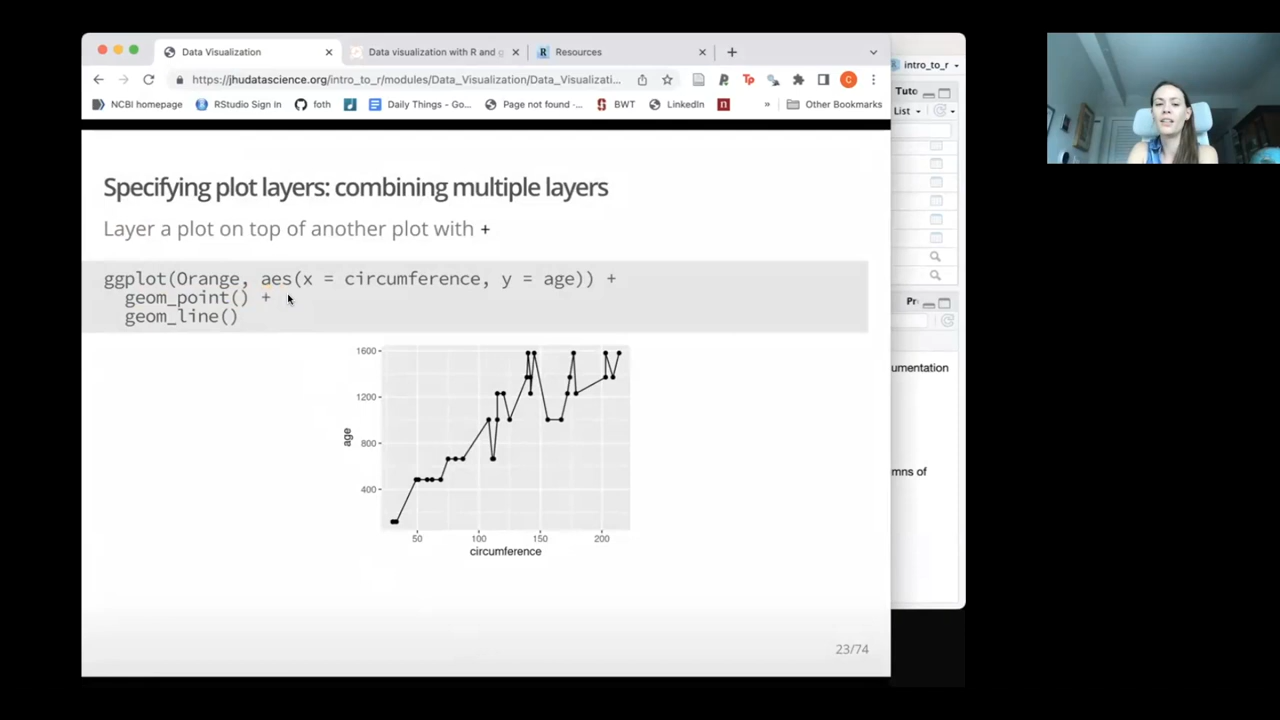 Data Visualization
Data visualization with R and g
Resources
https://jhudatascience.org/intro_to_r/modules/Data_Visualization/Data_Visualizati...
NCBI homepage
RStudio Sign in
foth
Daily Things - Go...
Page not found -...
BWT
LinkedIn
»
Other Bookmarks
intro_to_r
Tuto
List
Specifying plot layers: combining multiple layers
Layer a plot on top of another plot with +
ggplot(Orange, aes(x = circumference, y = age)) +
geom_point() +
geom_line()
1600
1200
800
400
age
50 100 150 200
circumference
23/74
Pr
umentation
mns of